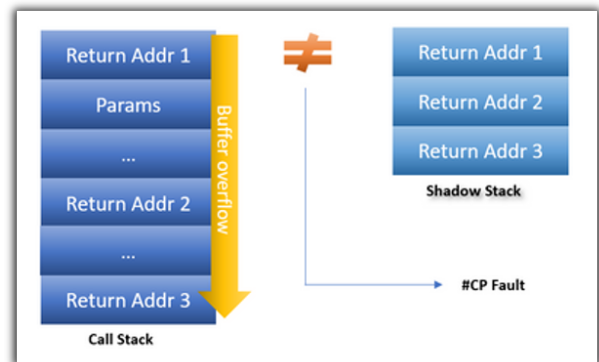 Return Addr 1
Params
...
Return Addr 2
...
Return Addr 3
Call Stack
Buffer overflow
≠
Return Addr 1
Return Addr 2
Return Addr 3
Shadow Stack
#CP Fault